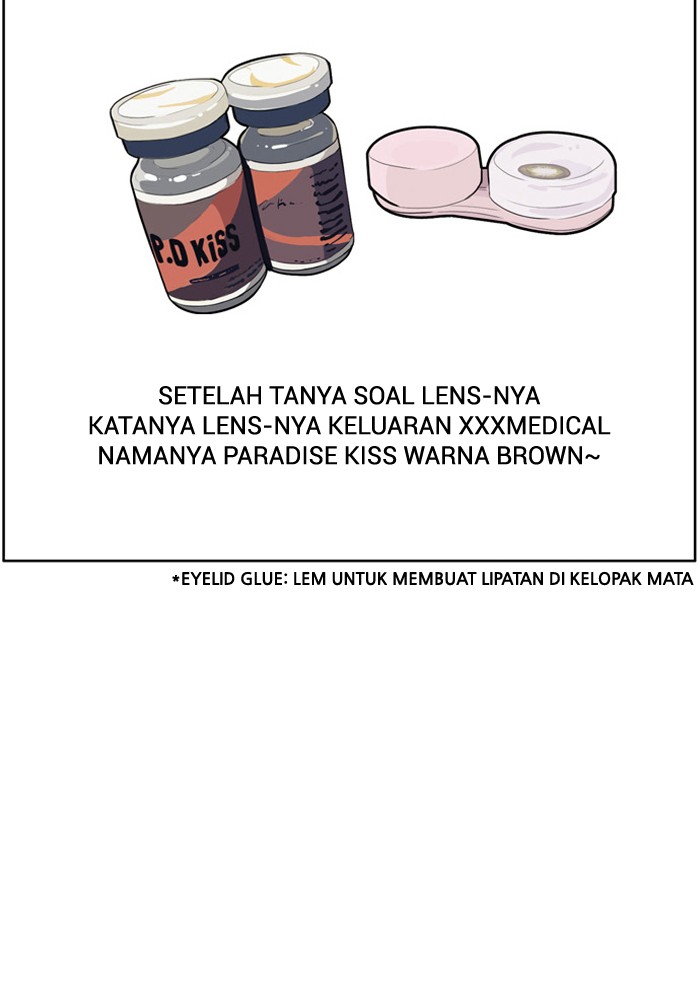 P.D KiSS
SETELAH TANYA SOAL LENS-NYA
KATANYA LENS-NYA KELUARAN XXXMEDICAL
NAMANYA PARADISE KISS WARNA BROWN~
*EYELID GLUE: LEM UNTUK MEMBUAT LIPATAN DI KELOPAK MATA